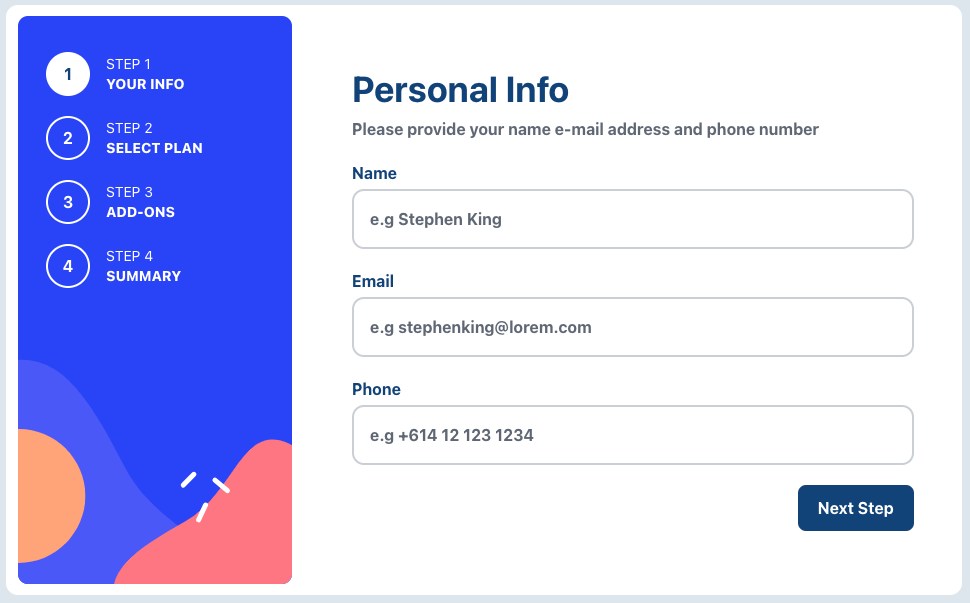 1
STEP 1
YOUR INFO
2
STEP 2
SELECT PLAN
3
STEP 3
ADD-ONS
4
STEP 4
SUMMARY
Personal Info
Please provide your name e-mail address and phone number
Name
e.g Stephen King
Email
e.g stephenking@lorem.com
Phone
e.g +614 12 123 1234
Next Step